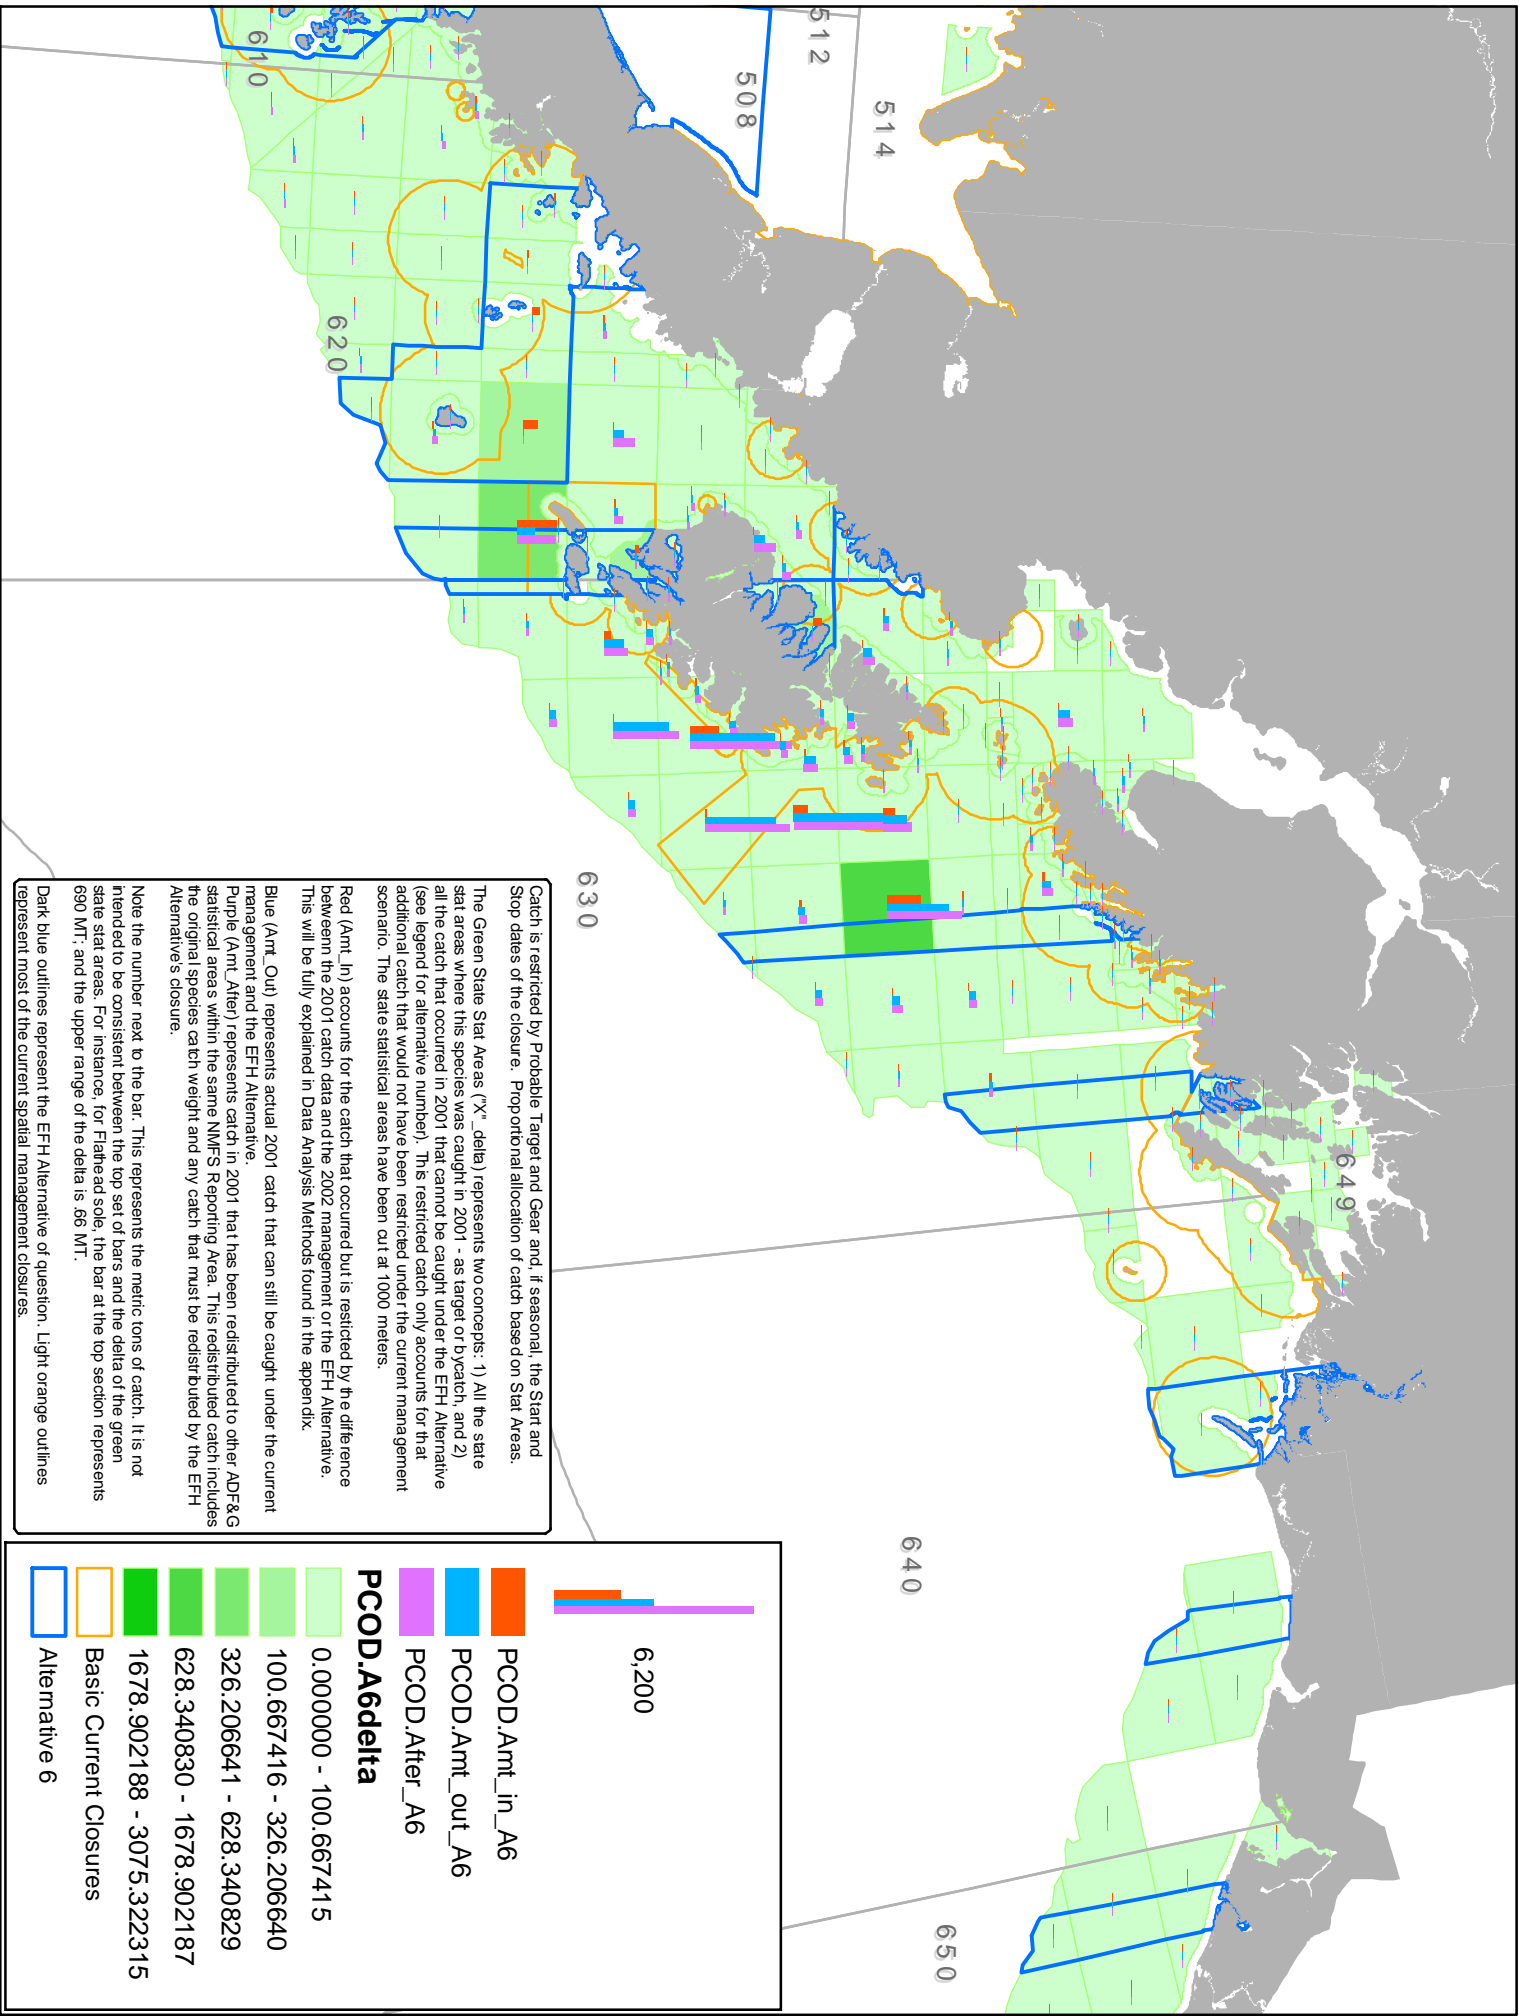 512
508
514
610
620
630
649
640
650
Catch is restricted by Probable Target and Gear and, if seasonal, the Start and
Stop dates of the closure. Proportional allocation of catch based on Stat Areas.
The Green State Stat Areas ("X"_delta) represents two concepts: 1) All the state
stat areas where this species was caught in 2001 - as target or bycatch, and 2)
all the catch that occurred in 2001 that cannot be caught under the EFH Alternative
(see legend for alternative number). This restricted catch only accounts for that
additional catch that would not have been restricted under the current management
scenario. The state statistical areas have been cut at 1000 meters.
Red (Amt_In) accounts for the catch that occurred but is resticted by the difference
betweenn the 2001 catch data and the 2002 management or the EFH Alternative.
This will be fully explained in Data Analysis Methods found in the appendix.
Blue (Amt_Out) represents actual 2001 catch that can still be caught under the current
management and the EFH Alternative.
Purple (Amt_After) represents catch in 2001 that has been redistributed to other ADF&G
statistical areas within the same NMFS Reporting Area. This redistributed catch includes
the original species catch weight and any catch that must be redistributed by the EFH
Alternative's closure.
Note the number next to the bar. This represents the metric tons of catch. It is not
intended to be consistent between the top set of bars and the delta of the green
state stat areas. For instance, for Flathead sole, the bar at the top section represents
690 MT; and the upper range of the delta is .66 MT.
Dark blue outlines represent the EFH Alternative of question. Light orange outlines
represent most of the current spatial management closures.
6,200
PCOD.Amt_in_A6
PCOD.Amt_out_A6
PCOD.After_A6
PCOD.A6delta
0.000000 - 100.667415
100.667416 - 326.206640
326.206641 - 628.340829
628.340830 - 1678.902187
1678.902188 - 3075.322315
Basic Current Closures
Alternative 6